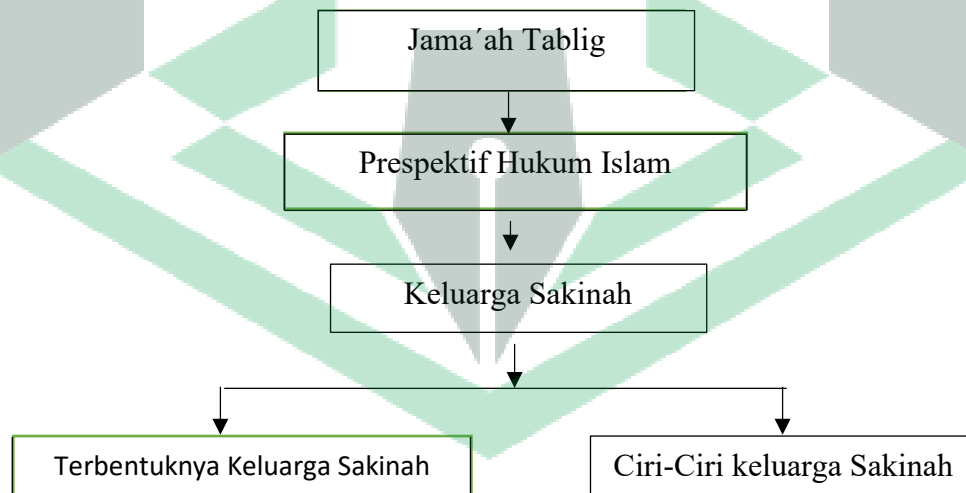 Jama´ah Tablig
Prespektif Hukum Islam
Keluarga Sakinah
Terbentuknya Keluarga Sakinah
Ciri-Ciri keluarga Sakinah